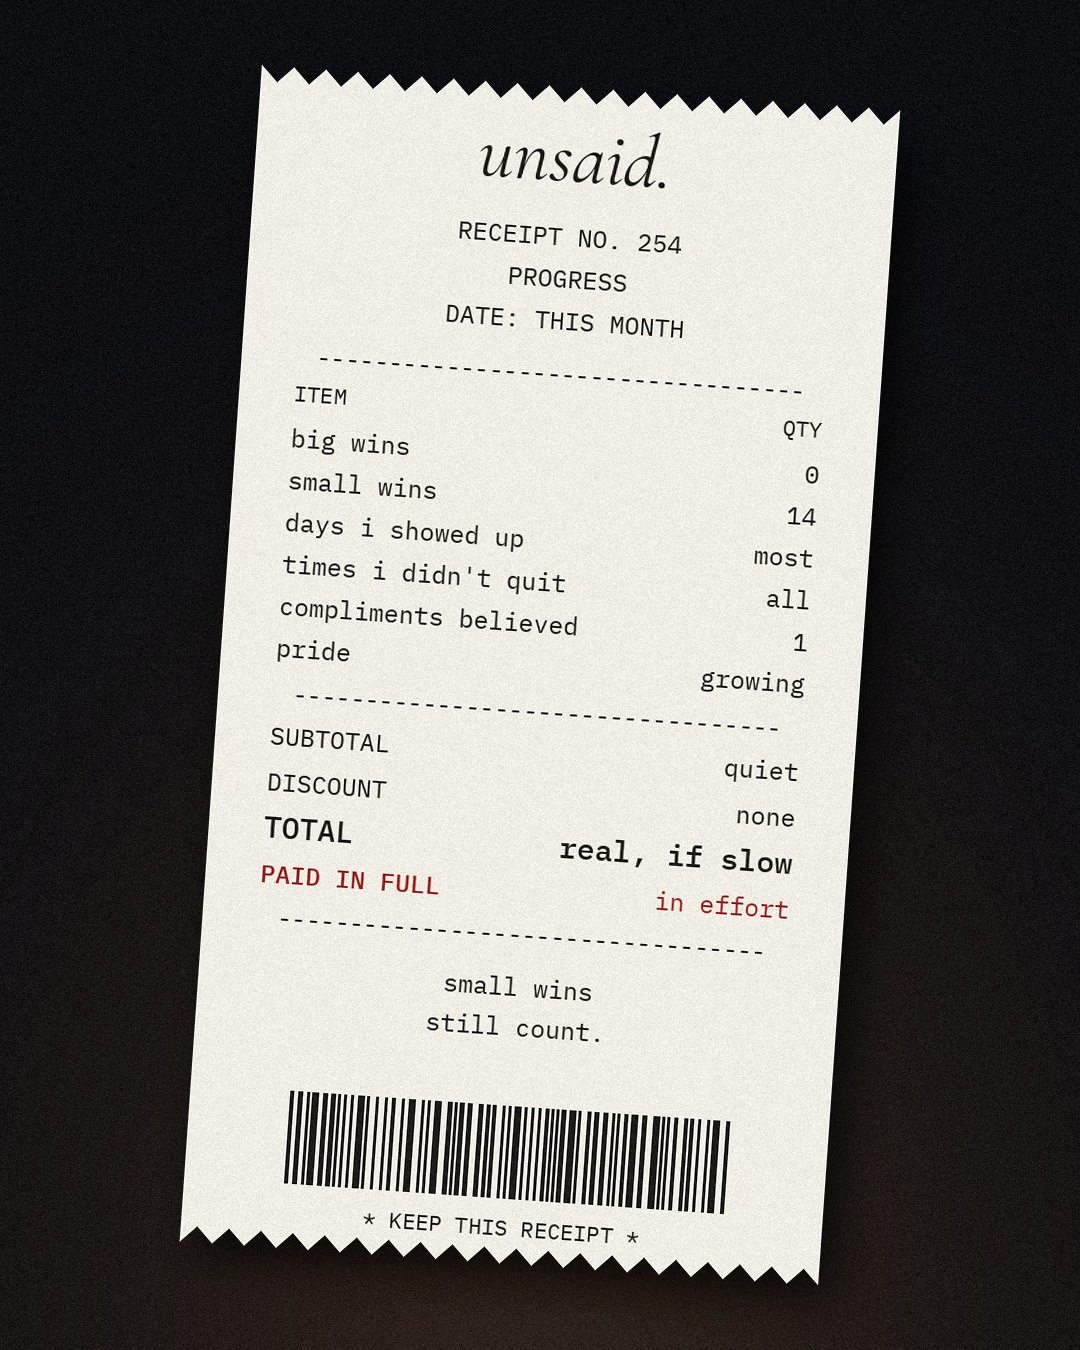 unsaid.
RECEIPT NO. 254
PROGRESS
DATE: THIS MONTH
---------------------------------
ITEM QTY
big wins 0
small wins 14
days i showed up most
times i didn't quit all
compliments believed 1
pride growing
---------------------------------
SUBTOTAL quiet
DISCOUNT none
TOTAL real, if slow
PAID IN FULL in effort
---------------------------------
small wins
still count.
* KEEP THIS RECEIPT *